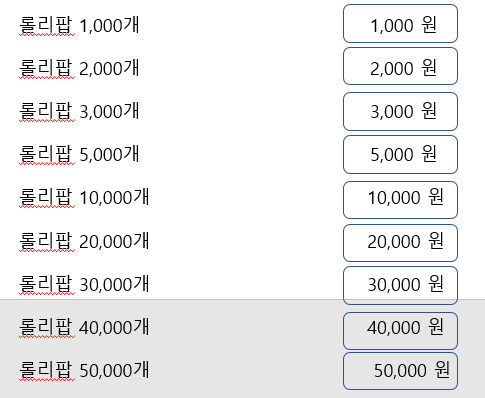 롤리팝 1,000개 1,000 원
롤리팝 2,000개 2,000 원
롤리팝 3,000개 3,000 원
롤리팝 5,000개 5,000 원
롤리팝 10,000개 10,000 원
롤리팝 20,000개 20,000 원
롤리팝 30,000개 30,000 원
롤리팝 40,000개 40,000 원
롤리팝 50,000개 50,000 원